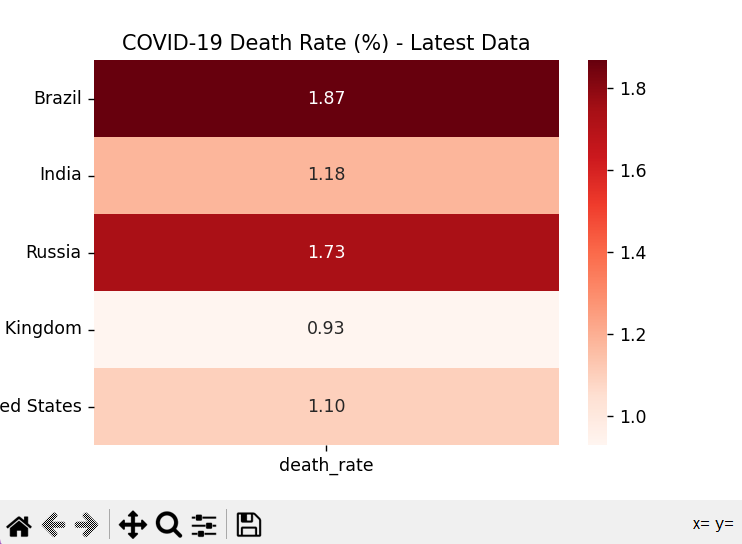 COVID-19 Death Rate (%) - Latest Data
Brazil 1.87
India 1.18
Russia 1.73
Kingdom 0.93
ed States 1.10
death_rate
1.8
1.6
1.4
1.2
1.0
x= y=